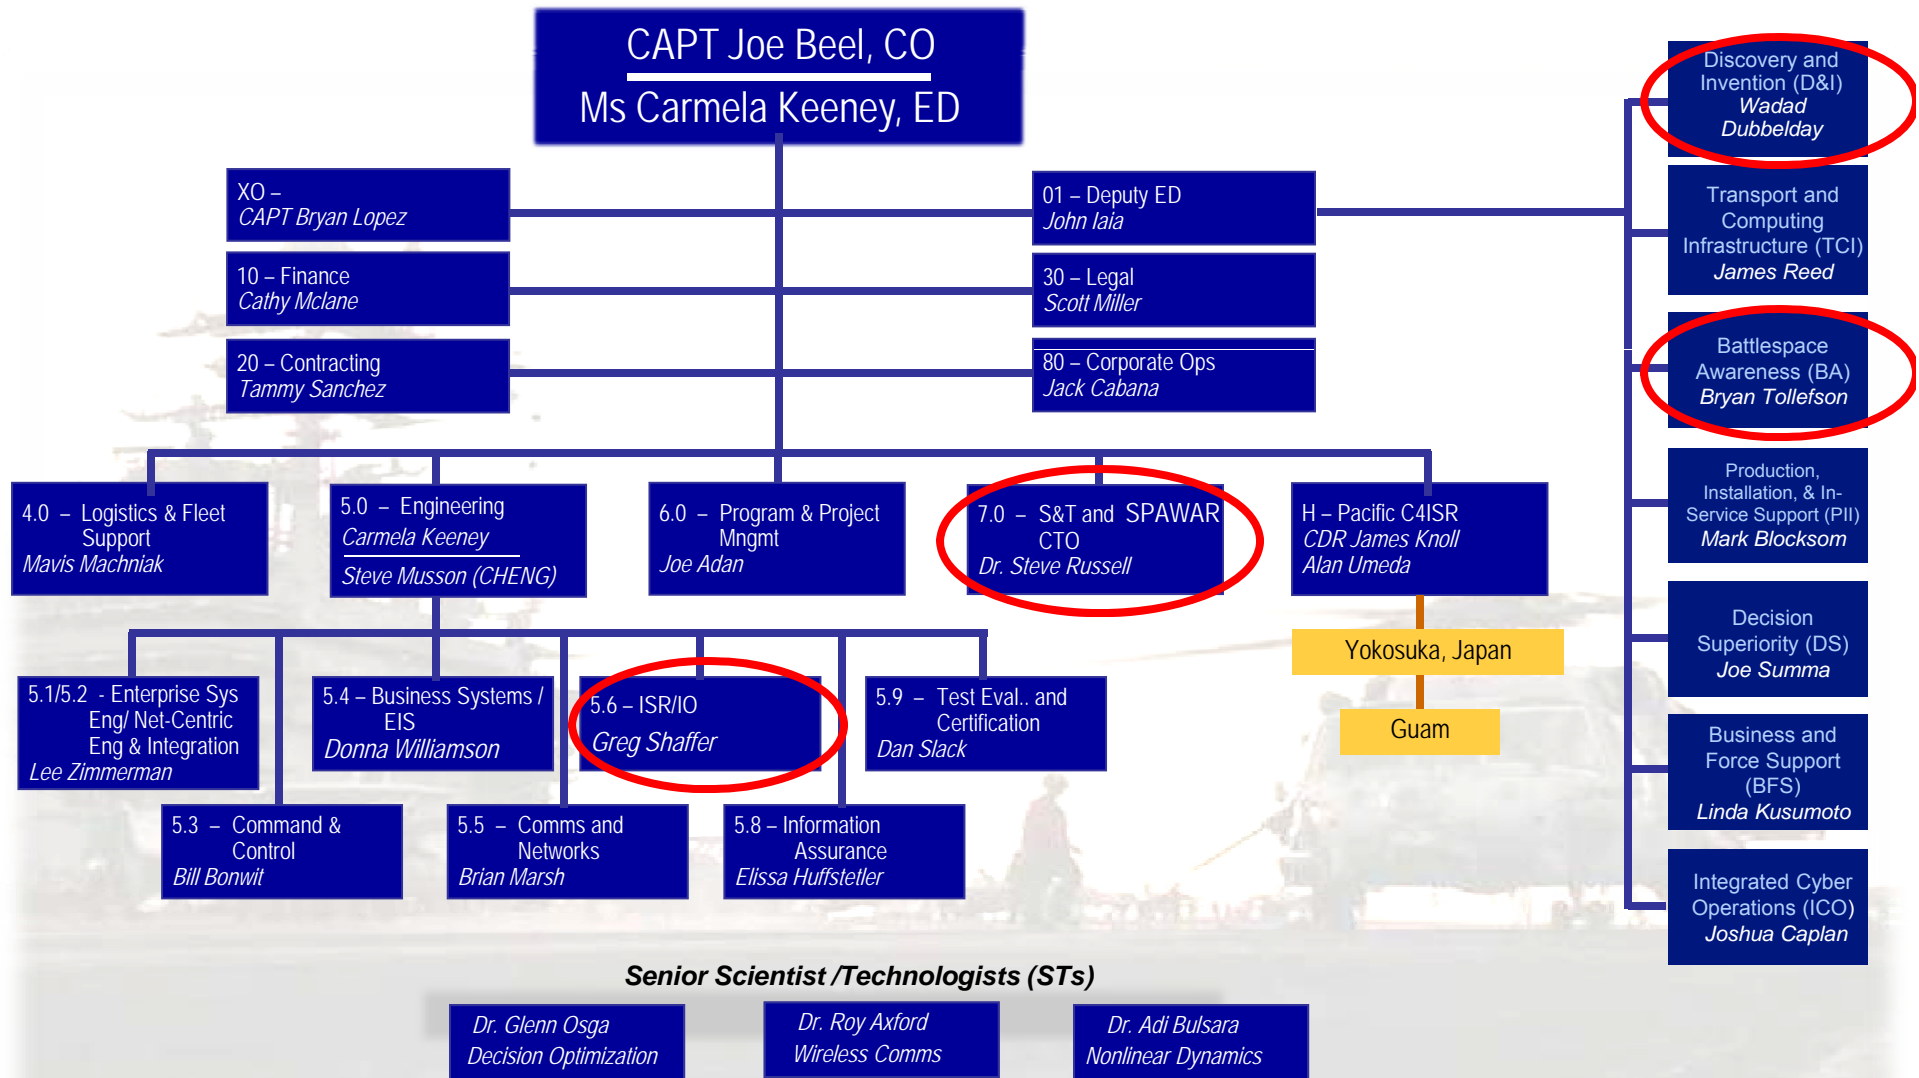 CAPT Joe Beel, CO
Ms Carmela Keeney, ED
XO –
CAPT Bryan Lopez
01 – Deputy ED
John Iaia
10 – Finance
Cathy Mclane
30 – Legal
Scott Miller
20 – Contracting
Tammy Sanchez
80 – Corporate Ops
Jack Cabana
4.0 – Logistics & Fleet
Support
Mavis Machniak
5.0 – Engineering
Carmela Keeney
Steve Musson (CHENG)
6.0 – Program & Project
Mngmt
Joe Adan
7.0 – S&T and SPAWAR
CTO
Dr. Steve Russell
H – Pacific C4ISR
CDR James Knoll
Alan Umeda
Yokosuka, Japan
Guam
5.1/5.2 - Enterprise Sys
Eng/ Net-Centric
Eng & Integration
Lee Zimmerman
5.4 – Business Systems /
EIS
Donna Williamson
5.6 – ISR/IO
Greg Shaffer
5.9 – Test Eval.. and
Certification
Dan Slack
5.3 – Command &
Control
Bill Bonwit
5.5 – Comms and
Networks
Brian Marsh
5.8 – Information
Assurance
Elissa Huffstetler
Discovery and
Invention (D&I)
Wadad
Dubbelday
Transport and
Computing
Infrastructure (TCI)
James Reed
Battlespace
Awareness (BA)
Bryan Tollefson
Production,
Installation, & In-
Service Support (PII)
Mark Blocksom
Decision
Superiority (DS)
Joe Summa
Business and
Force Support
(BFS)
Linda Kusumoto
Integrated Cyber
Operations (ICO)
Joshua Caplan
Senior Scientist /Technologists (STs)
Dr. Glenn Osga
Decision Optimization
Dr. Roy Axford
Wireless Comms
Dr. Adi Bulsara
Nonlinear Dynamics